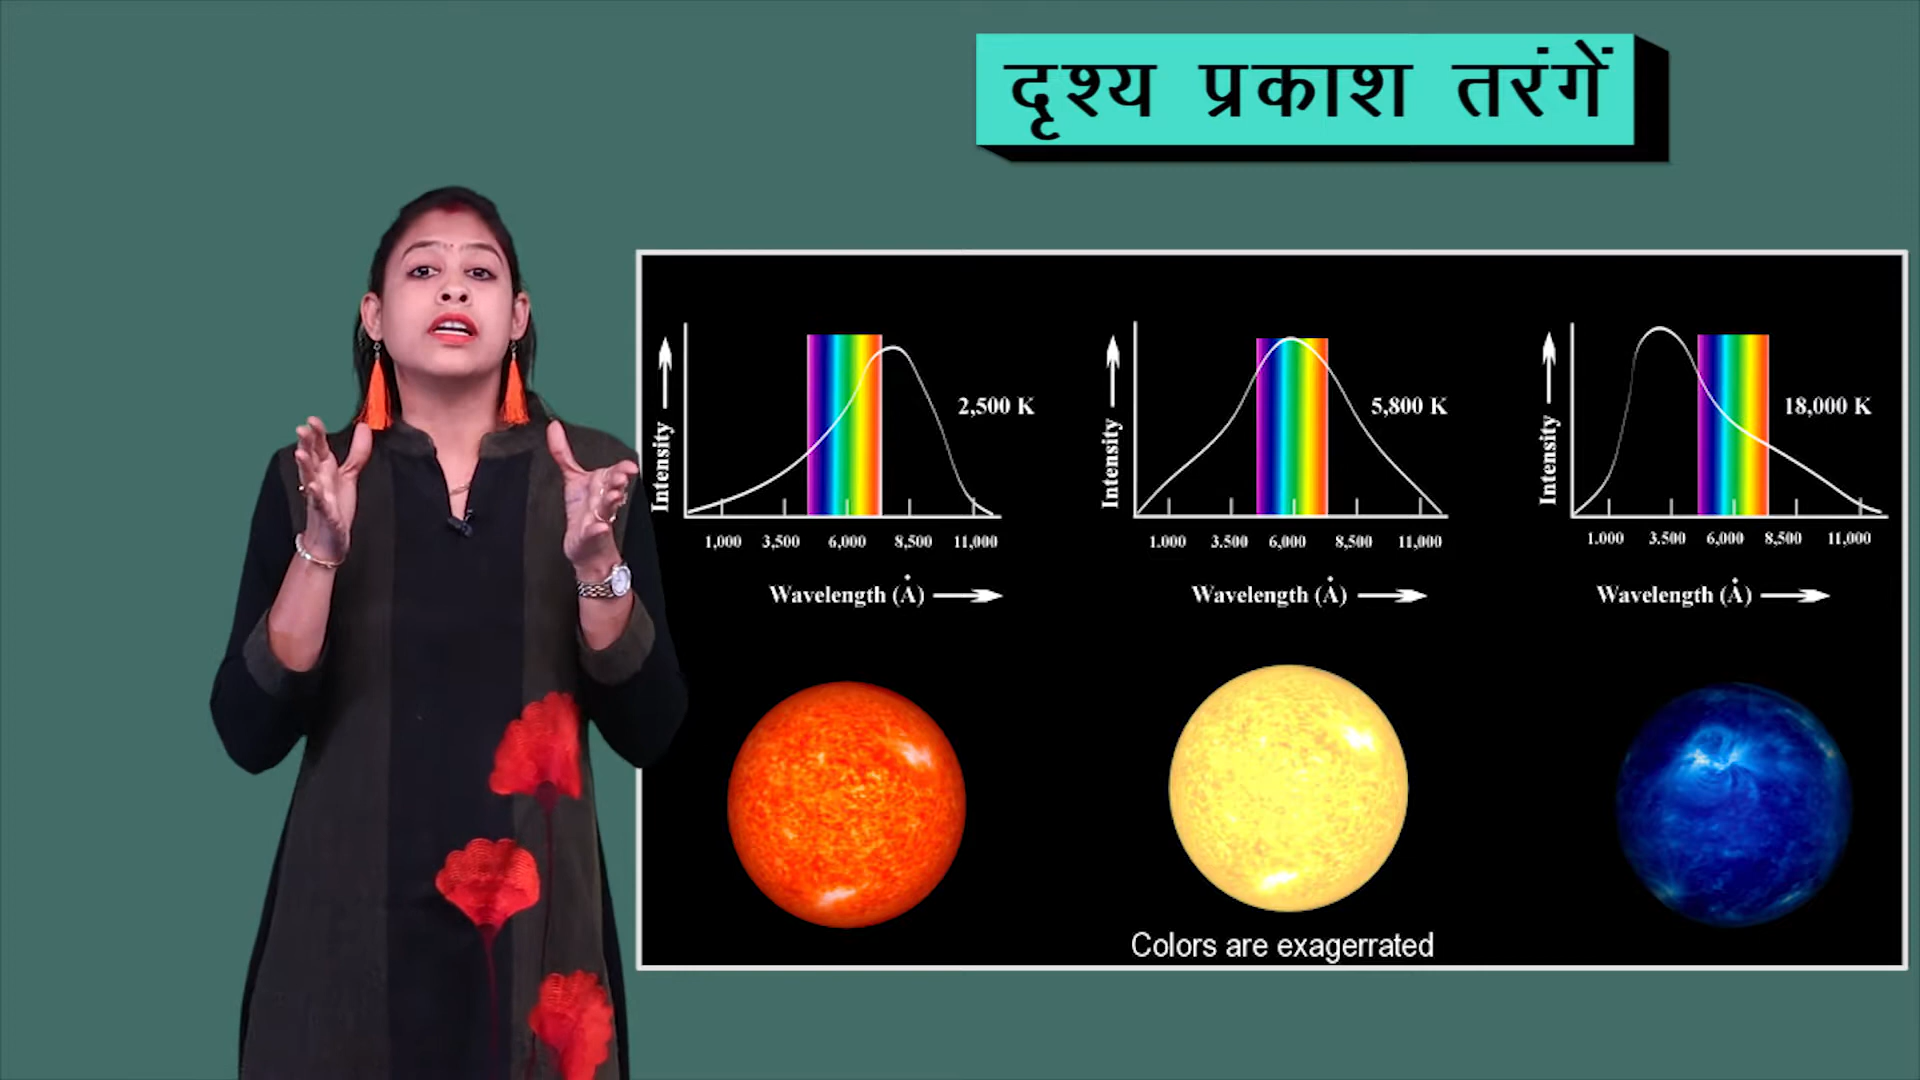 दृश्य प्रकाश तरंगें
Intensity
2,500 K
1,000 3,500 6,000 8,500 11,000
Wavelength (Å)
Intensity
5,800 K
1.000 3.500 6,000 8,500 11,000
Wavelength (Å)
Intensity
18,000 K
1.000 3.500 6,000 8,500 11,000
Wavelength (Å)
Colors are exagerrated